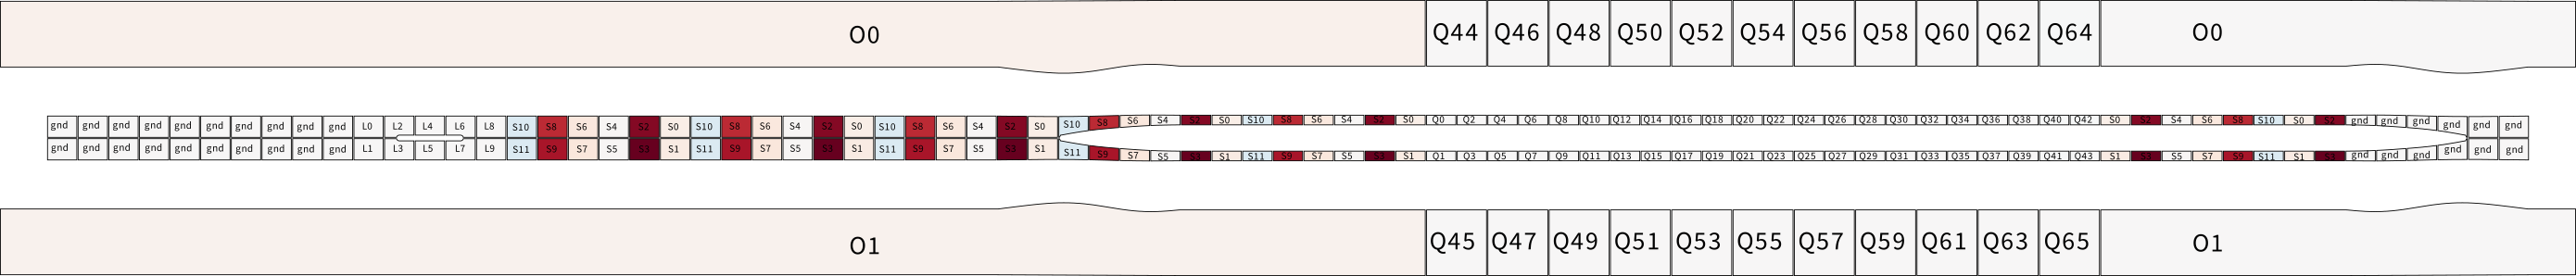 O0 Q44 Q46 Q48 Q50 Q52 Q54 Q56 Q58 Q60 Q62 Q64 O0
gnd gnd gnd gnd gnd gnd gnd gnd gnd gnd L0 L2 L4 L6 L8 S10 S8 S6 S4 S2 S0 S10 S8 S6 S4 S2 S0 S10 S8 S6 S4 S2 S0 S10 S8 S6 S4 S2 S0 S10 S8 S6 S4 S2 S0 Q0 Q2 Q4 Q6 Q8 Q10 Q12 Q14 Q16 Q18 Q20 Q22 Q24 Q26 Q28 Q30 Q32 Q34 Q36 Q38 Q40 Q42 S0 S2 S4 S6 S8 S10 S0 S2 gnd gnd gnd gnd gnd gnd
gnd gnd gnd gnd gnd gnd gnd gnd gnd gnd L1 L3 L5 L7 L9 S11 S9 S7 S5 S3 S1 S11 S9 S7 S5 S3 S1 S11 S9 S7 S5 S3 S1 S11 S9 S7 S5 S3 S1 S11 S9 S7 S5 S3 S1 Q1 Q3 Q5 Q7 Q9 Q11 Q13 Q15 Q17 Q19 Q21 Q23 Q25 Q27 Q29 Q31 Q33 Q35 Q37 Q39 Q41 Q43 S1 S3 S5 S7 S9 S11 S1 S3 gnd gnd gnd gnd gnd gnd
O1 Q45 Q47 Q49 Q51 Q53 Q55 Q57 Q59 Q61 Q63 Q65 O1